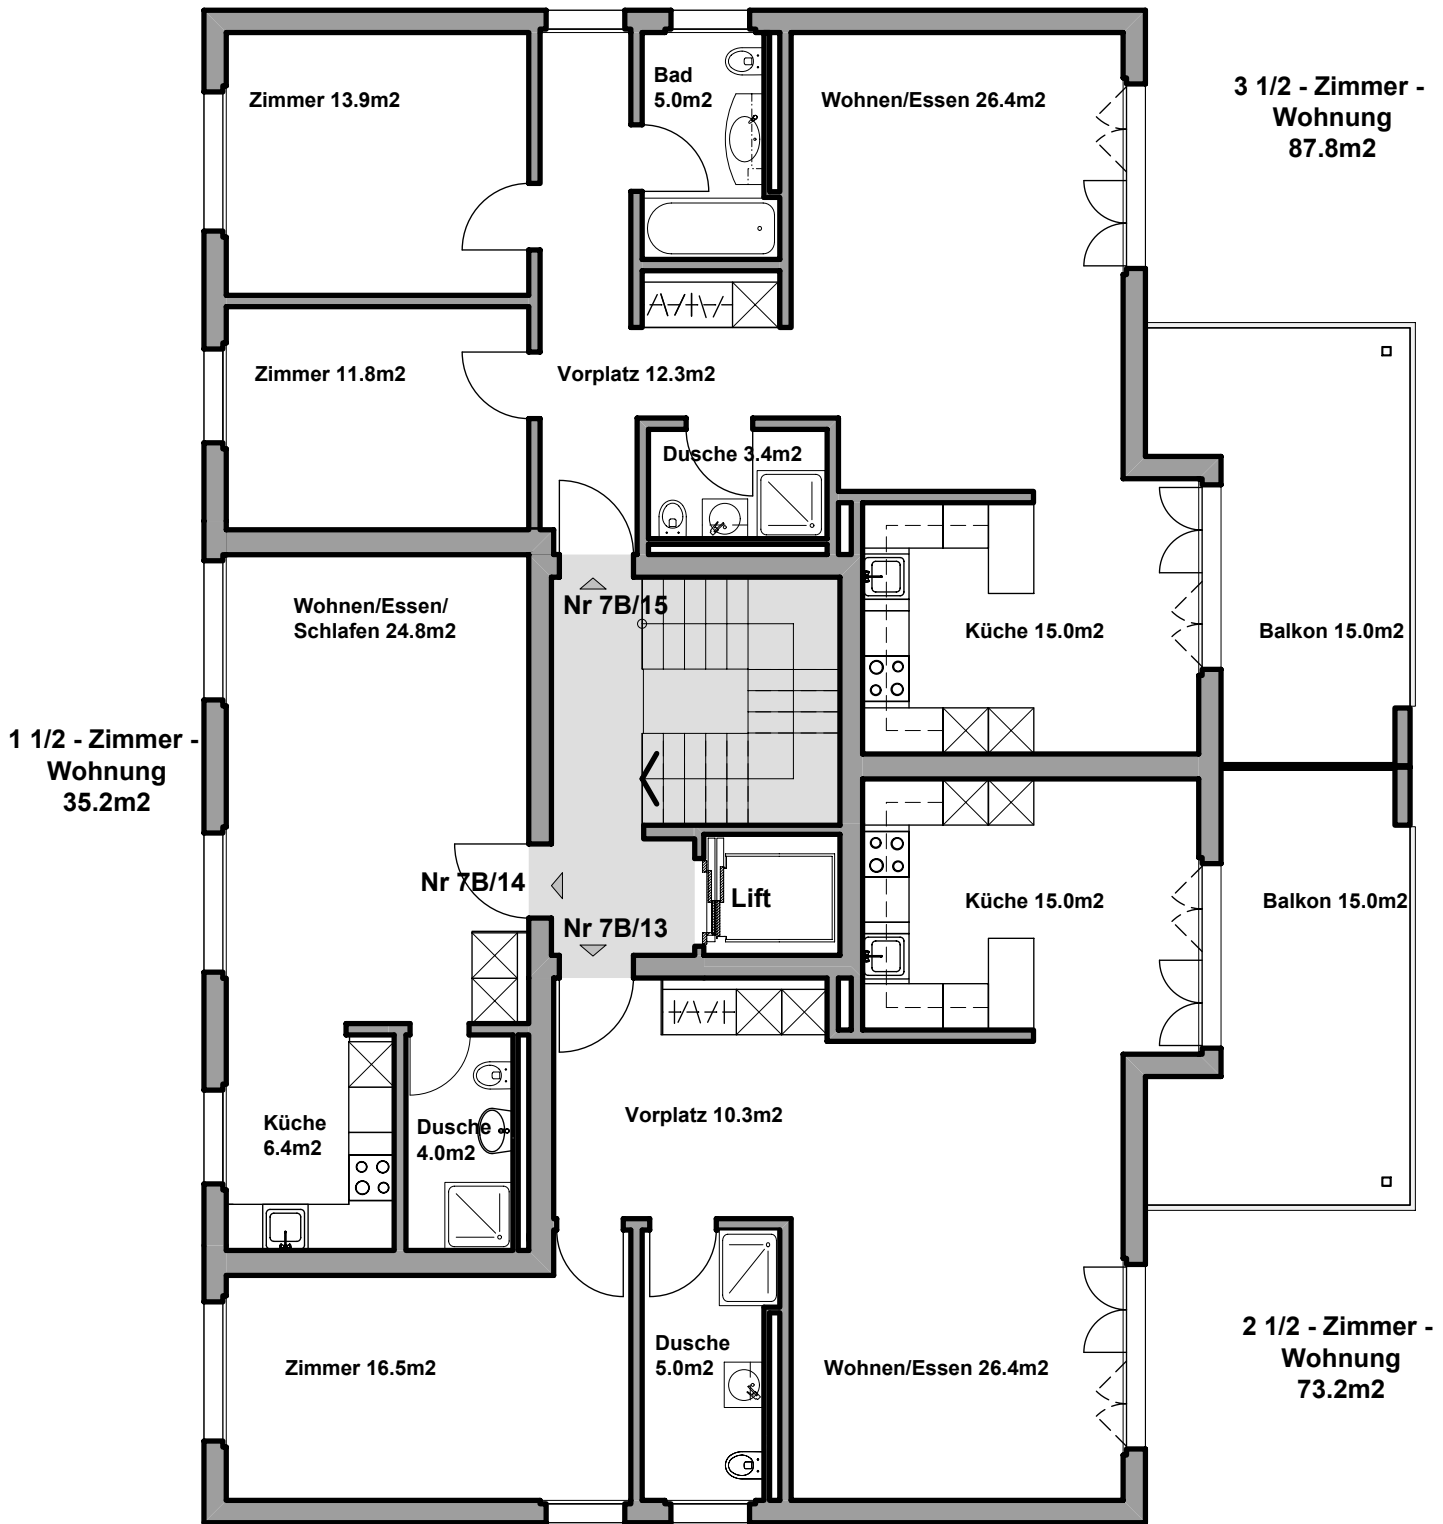 Zimmer 13.9m2
Bad
5.0m2
Wohnen/Essen 26.4m2
3 1/2 - Zimmer -
Wohnung
87.8m2
Zimmer 11.8m2
Vorplatz 12.3m2
Dusche 3.4m2
Wohnen/Essen/
Schlafen 24.8m2
Nr 7B/15
Küche 15.0m2
Balkon 15.0m2
1 1/2 - Zimmer -
Wohnung
35.2m2
Nr 7B/14
Lift
Nr 7B/13
Küche 15.0m2
Balkon 15.0m2
Küche
6.4m2
Dusche
4.0m2
Vorplatz 10.3m2
Zimmer 16.5m2
Dusche
5.0m2
Wohnen/Essen 26.4m2
2 1/2 - Zimmer -
Wohnung
73.2m2